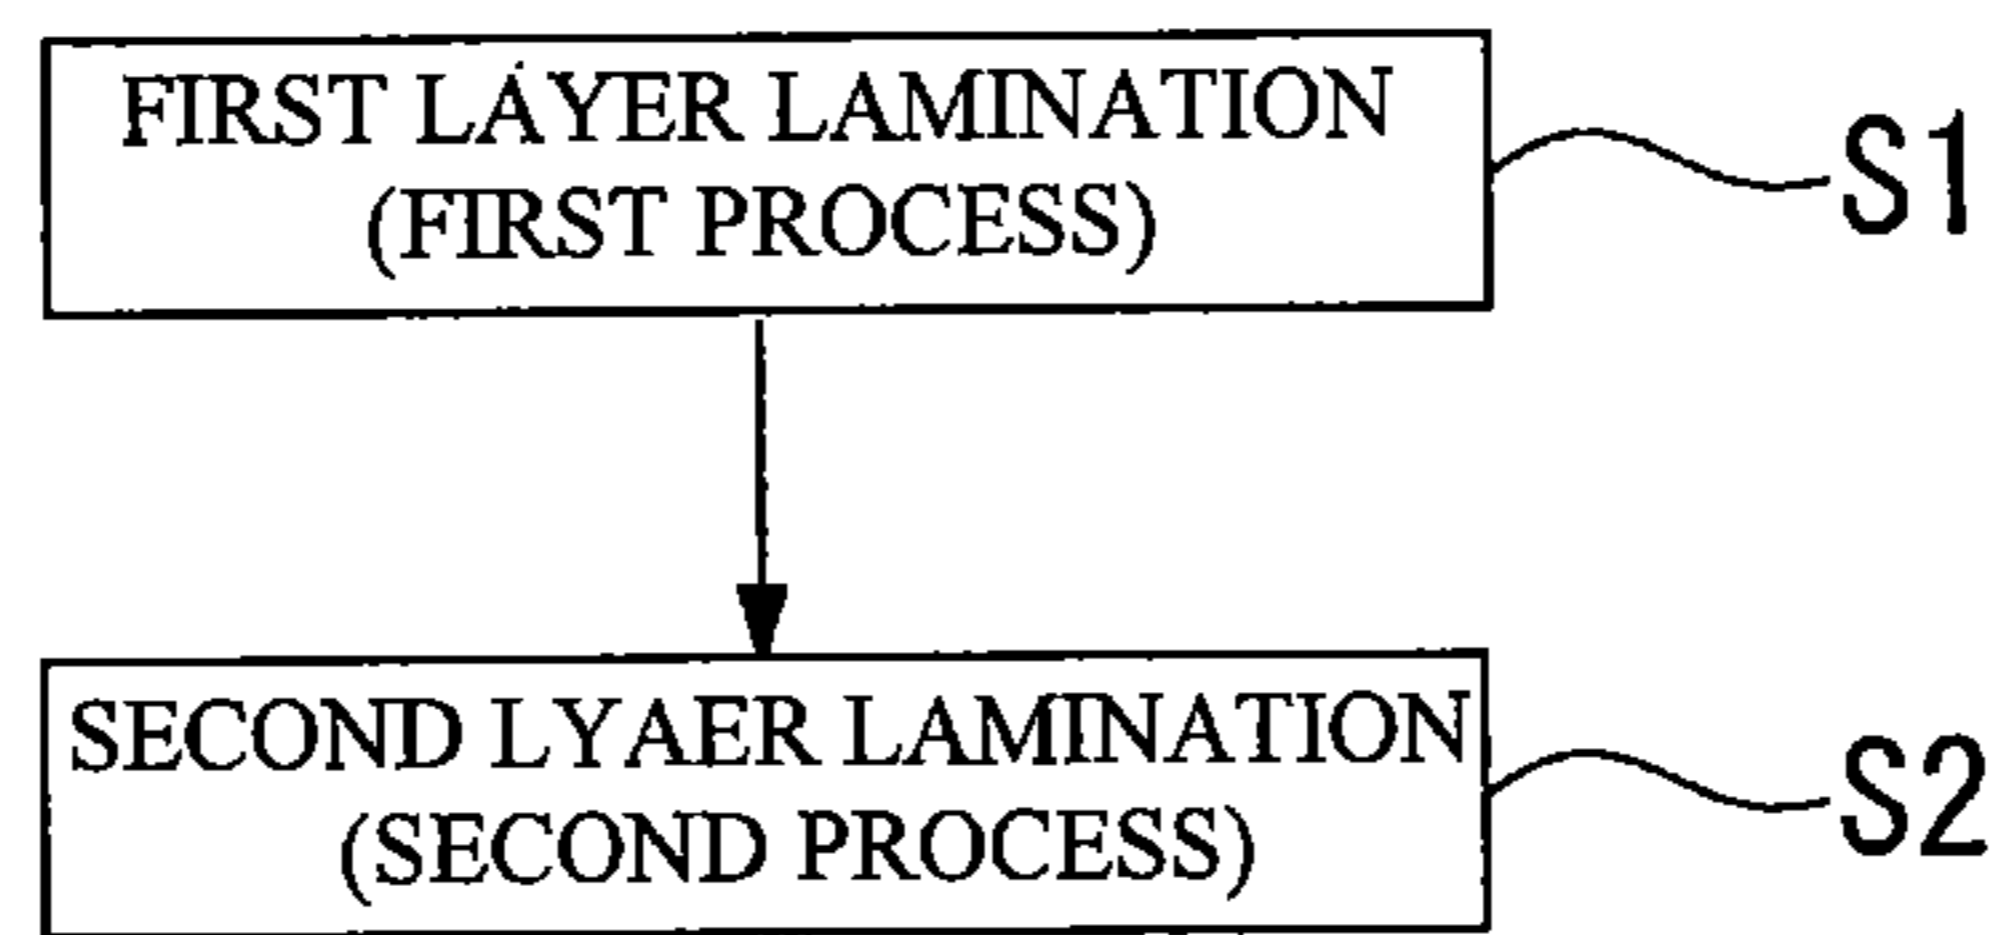 FIRST LAYER LAMINATION
(FIRST PROCESS)
S1
SECOND LYAER LAMINATION
(SECOND PROCESS)
S2